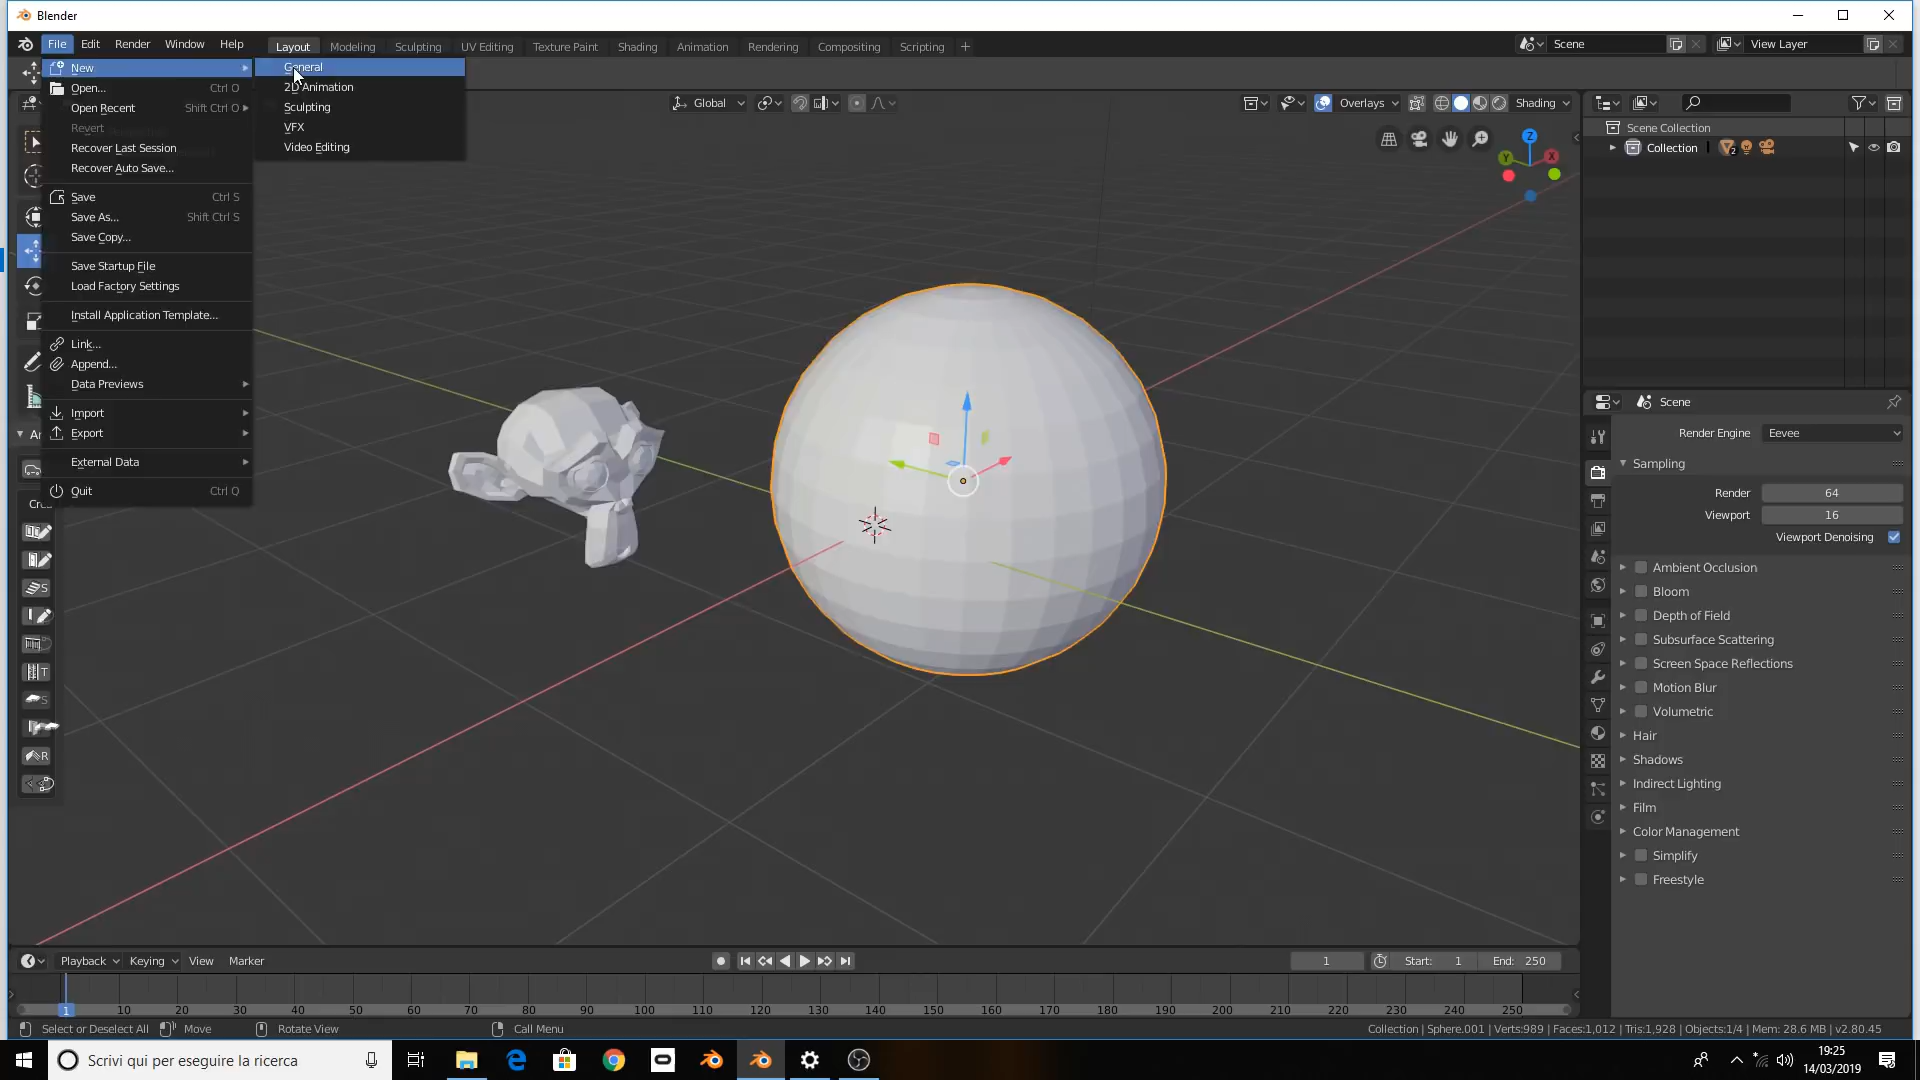 Blender
File Edit Render Window Help Layout Modeling Sculpting UV Editing Texture Paint Shading Animation Rendering Compositing Scripting + Scene View Layer
New
Open... Ctrl O
Open Recent Shift Ctrl O
Revert
Recover Last Session
Recover Auto Save...
Save Ctrl S
Save As... Shift Ctrl S
Save Copy...
Save Startup File
Load Factory Settings
Install Application Template...
Link...
Append...
Data Previews
Import
Export
External Data
Quit Ctrl Q
General
2D Animation
Sculpting
VFX
Video Editing
Global Overlays Shading
Z
Y X
Scene Collection
Collection 2
Scene
Render Engine Eevee
Sampling
Render 64
Viewport 16
Viewport Denoising
Ambient Occlusion
Bloom
Depth of Field
Subsurface Scattering
Screen Space Reflections
Motion Blur
Volumetric
Hair
Shadows
Indirect Lighting
Film
Color Management
Simplify
Freestyle
S
T
S
R
Playback Keying View Marker 1 Start: 1 End: 250
1 10 20 30 40 50 60 70 80 90 100 110 120 130 140 150 160 170 180 190 200 210 220 230 240 250
Select or Deselect All Move Rotate View Call Menu Collection | Sphere.001 | Verts:989 | Faces:1,012 | Tris:1,928 | Objects:1/4 | Mem: 28.6 MB | v2.80.45
Scrivi qui per eseguire la ricerca
19:25
14/03/2019